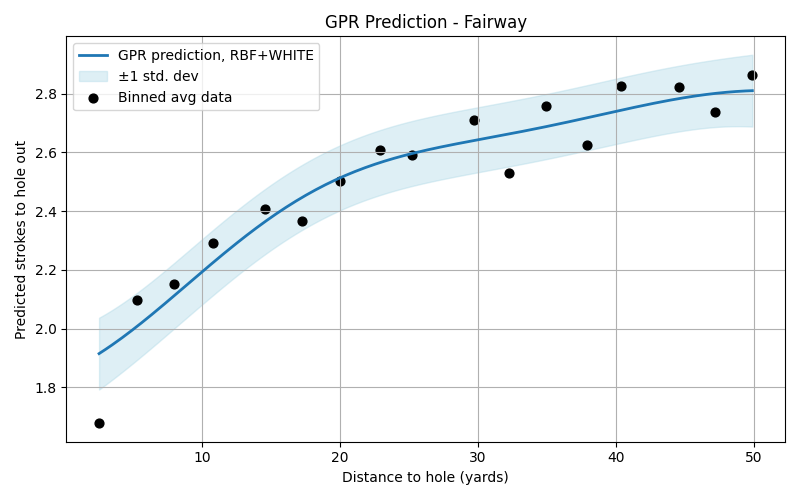 GPR Prediction - Fairway
GPR prediction, RBF+WHITE
±1 std. dev
Binned avg data
Predicted strokes to hole out
2.8
2.6
2.4
2.2
2.0
1.8
10 20 30 40 50
Distance to hole (yards)